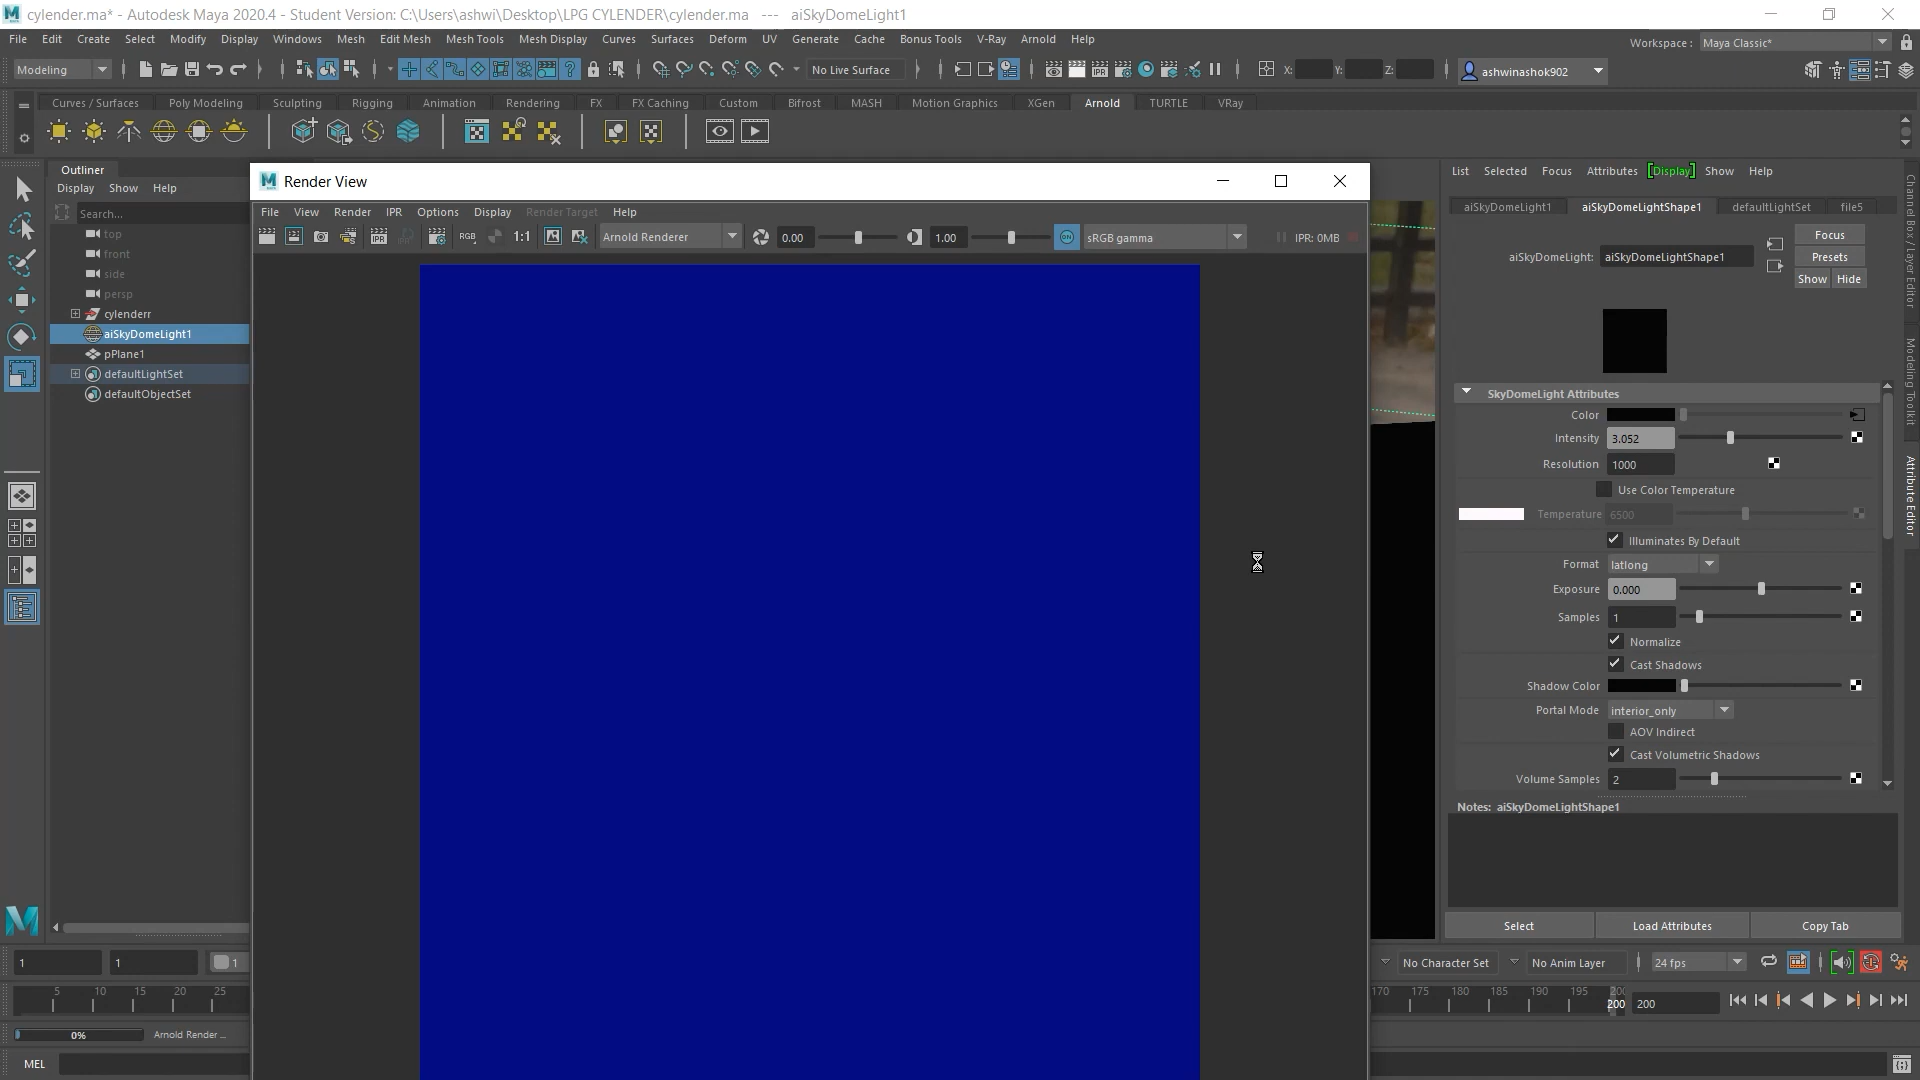 cylender.ma* - Autodesk Maya 2020.4 - Student Version: C:\Users\ashwi\Desktop\LPG CYLENDER\cylender.ma --- aiSkyDomeLight1
File Edit Create Select Modify Display Windows Mesh Edit Mesh Mesh Tools Mesh Display Curves Surfaces Deform UV Generate Cache Bonus Tools V-Ray Arnold Help
Workspace : Maya Classic*
Modeling No Live Surface X: Y: Z: ashwinashok902
Curves / Surfaces Poly Modeling Sculpting Rigging Animation Rendering FX FX Caching Custom Bifrost MASH Motion Graphics XGen Arnold TURTLE VRay
Outliner
Display Show Help
Search...
top
front
side
persp
cylenderr
aiSkyDomeLight1
pPlane1
defaultLightSet
defaultObjectSet
Render View
File View Render IPR Options Display Render Target Help
IPR RGB 1:1 Arnold Renderer 0.00 1.00 ON sRGB gamma IPR: 0MB
List Selected Focus Attributes Display Show Help
aiSkyDomeLight1 aiSkyDomeLightShape1 defaultLightSet file5
aiSkyDomeLight: aiSkyDomeLightShape1
Focus
Presets
Show Hide
SkyDomeLight Attributes
Color
Intensity 3.052
Resolution 1000
Use Color Temperature
Temperature 6500
Illuminates By Default
Format latlong
Exposure 0.000
Samples 1
Normalize
Cast Shadows
Shadow Color
Portal Mode interior_only
AOV Indirect
Cast Volumetric Shadows
Volume Samples 2
Notes: aiSkyDomeLightShape1
Select Load Attributes Copy Tab
Channel Box / Layer Editor
Modeling Toolkit
Attribute Editor
1 1 1 No Character Set No Anim Layer 24 fps
5 10 15 20 25 170 175 180 185 190 195 200 200
0% Arnold Render ...
MEL